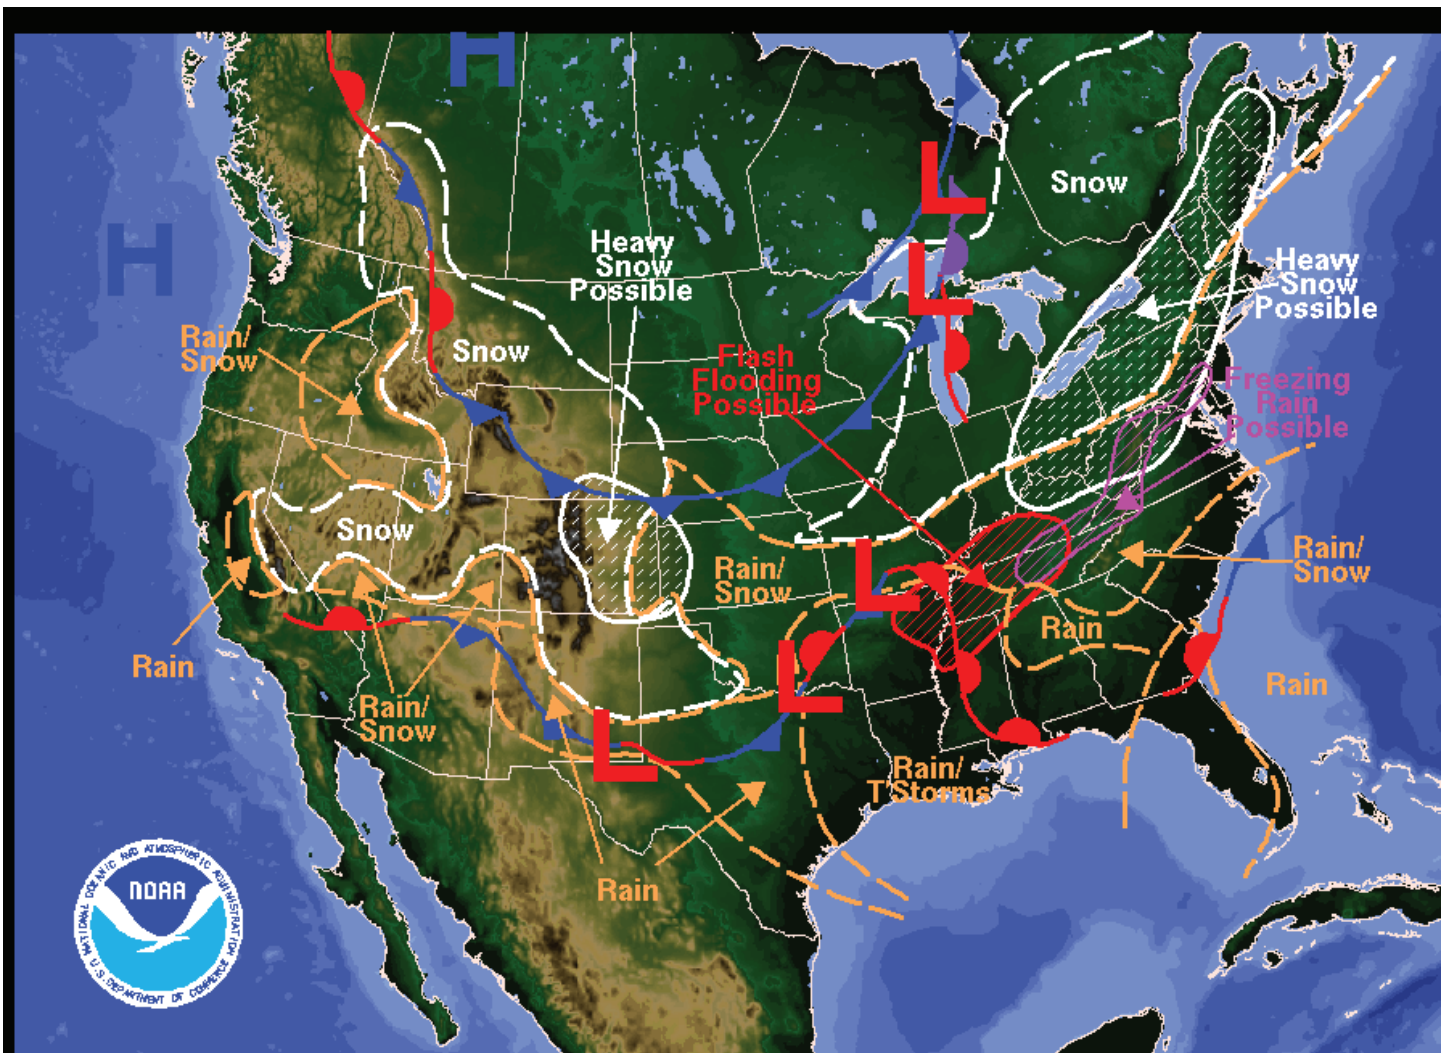 H
H
L
Snow
Heavy
Snow
Possible
Heavy
Snow
Possible
L
Rain/
Snow
Snow
Flash
Flooding
Possible
Freezing
Rain
Possible
Snow
Rain/
Snow
L
Rain/
Snow
Rain
Rain
L
Rain
Rain/
Snow
L
Rain/
T'Storms
Rain
NATIONAL OCEANIC AND ATMOSPHERIC ADMINISTRATION
NOAA
U.S. DEPARTMENT OF COMMERCE